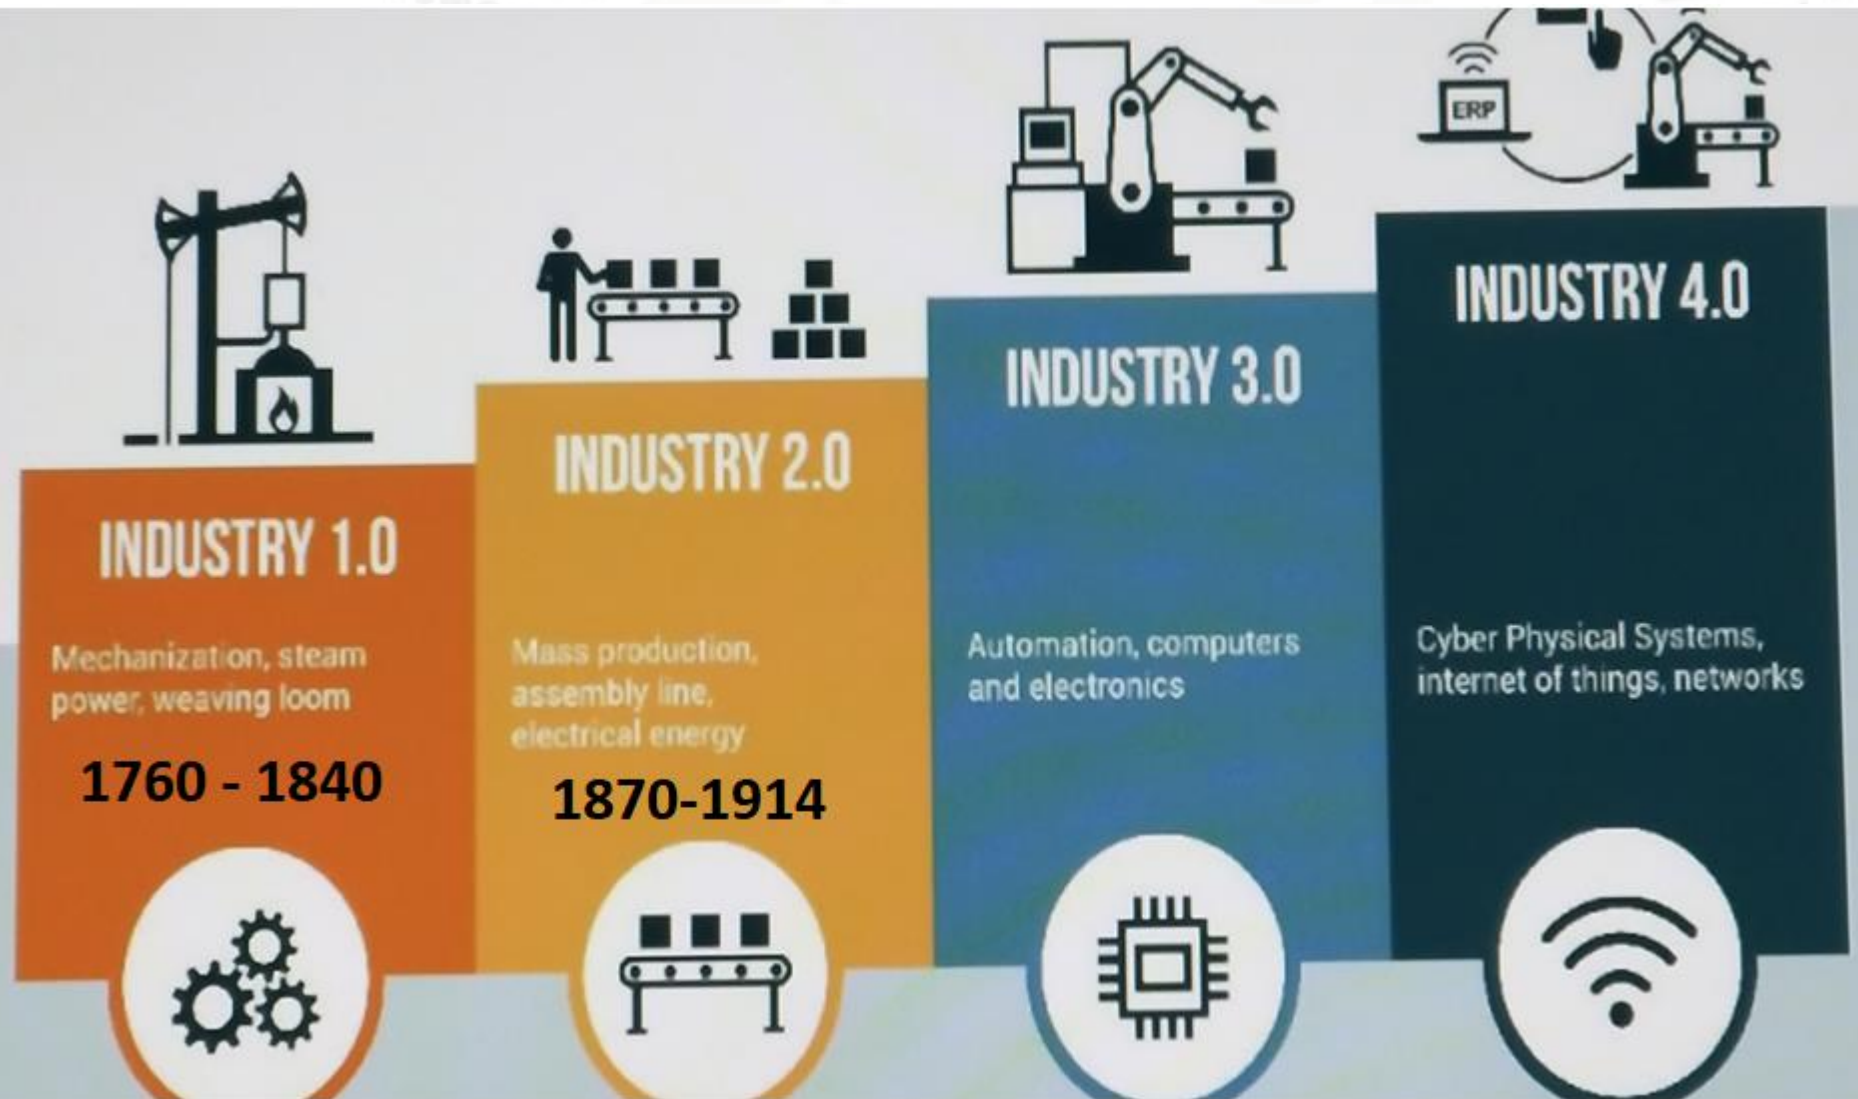 ERP
INDUSTRY 4.0
INDUSTRY 3.0
INDUSTRY 2.0
INDUSTRY 1.0
Mechanization, steam
power, weaving loom
1760 - 1840
Mass production,
assembly line,
electrical energy
1870-1914
Automation, computers
and electronics
Cyber Physical Systems,
internet of things, networks